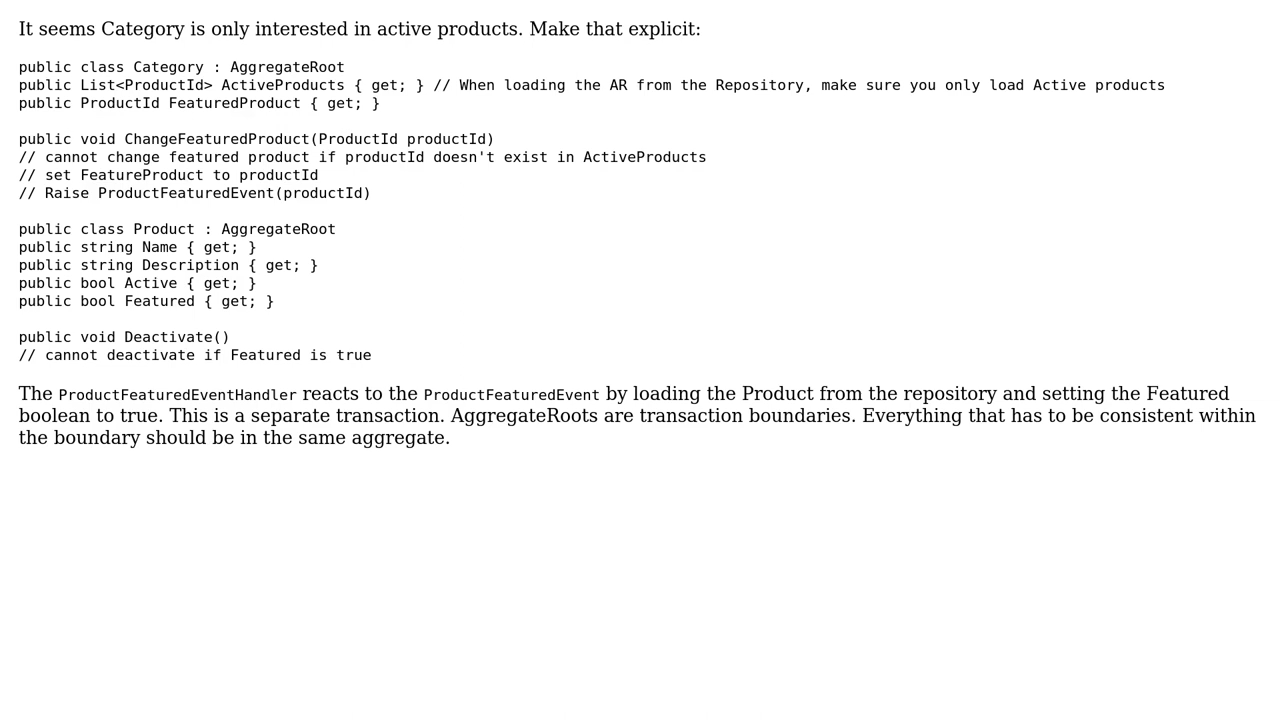 It seems Category is only interested in active products. Make that explicit:
public class Category : AggregateRoot
public List<ProductId> ActiveProducts { get; } // When loading the AR from the Repository, make sure you only load Active products
public ProductId FeaturedProduct { get; }
public void ChangeFeaturedProduct(ProductId productId)
// cannot change featured product if productId doesn't exist in ActiveProducts
// set FeatureProduct to productId
// Raise ProductFeaturedEvent(productId)
public class Product : AggregateRoot
public string Name { get; }
public string Description { get; }
public bool Active { get; }
public bool Featured { get; }
public void Deactivate()
// cannot deactivate if Featured is true
The ProductFeaturedEventHandler reacts to the ProductFeaturedEvent by loading the Product from the repository and setting the Featured
boolean to true. This is a separate transaction. AggregateRoots are transaction boundaries. Everything that has to be consistent within
the boundary should be in the same aggregate.